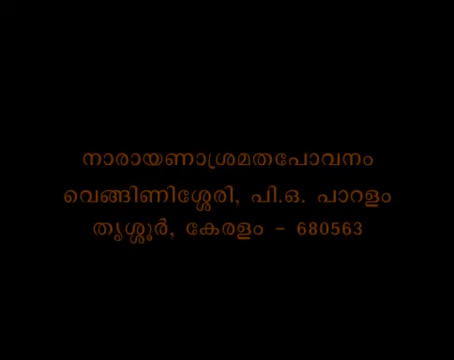 നാരായണാശ്രമതപോവനം
വെങ്ങിണിശ്ശേരി, പി.ഒ. പാറളം
തൃശ്ശൂർ, കേരളം - 680563